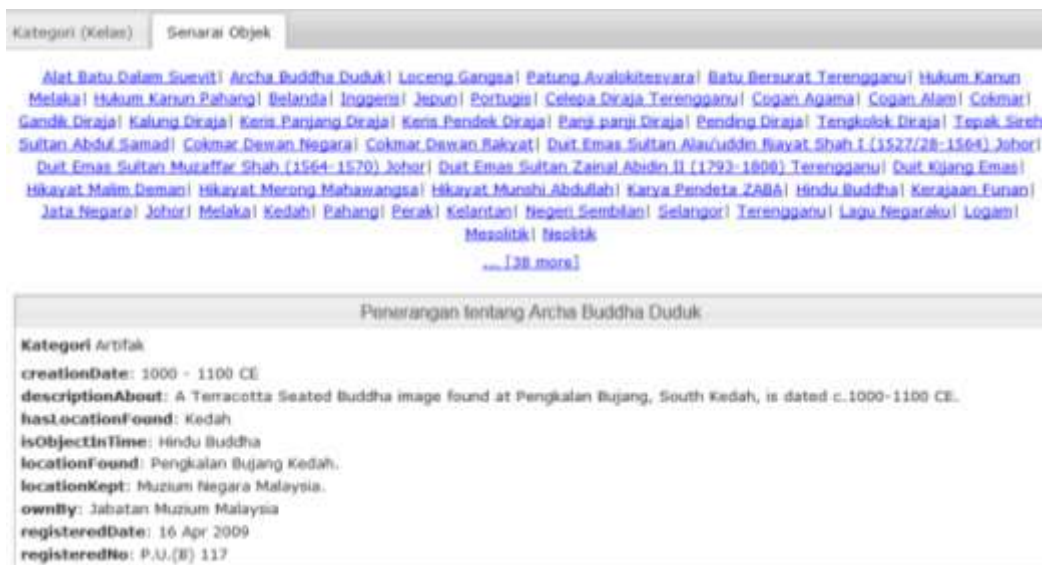 Kategori (Kelas) Senarai Objek
Alat Batu Dalam Suevit| Archa Buddha Duduk| Loceng Gangsa| Patung Avalokitesvara| Batu Bersurat Terengganu| Hukum Kanun
Melaka| Hukum Kanun Pahang| Belanda| Inggeris| Jepun| Portugis| Celepa Diraja Terengganu| Cogan Agama| Cogan Alam| Cokmar|
Gandik Diraja| Kalung Diraja| Keris Panjang Diraja| Keris Pendek Diraja| Panji panji Diraja| Pending Diraja| Tengkolok Diraja| Tepak Sireh
Sultan Abdul Samad| Cokmar Dewan Negara| Cokmar Dewan Rakyat| Duit Emas Sultan Alau'uddin Riayat Shah I (1527/28-1564) Johor|
Duit Emas Sultan Muzaffar Shah (1564-1570) Johor| Duit Emas Sultan Zainal Abidin II (1793-1808) Terengganu| Duit Kijang Emas|
Hikayat Malim Deman| Hikayat Merong Mahawangsa| Hikayat Munshi Abdullah| Karya Pendeta ZABA| Hindu Buddha| Kerajaan Funan|
Jata Negara| Johor| Melaka| Kedah| Pahang| Perak| Kelantan| Negeri Sembilan| Selangor| Terengganu| Lagu Negaraku| Logam|
Mesolitik| Neolitik
... [38 more]
Penerangan tentang Archa Buddha Duduk
Kategori Artifak
creationDate: 1000 - 1100 CE
descriptionAbout: A Terracotta Seated Buddha image found at Pengkalan Bujang, South Kedah, is dated c.1000-1100 CE.
hasLocationFound: Kedah
isObjectInTime: Hindu Buddha
locationFound: Pengkalan Bujang Kedah.
locationKept: Muzium Negara Malaysia.
ownBy: Jabatan Muzium Malaysia
registeredDate: 16 Apr 2009
registeredNo: P.U.(B) 117